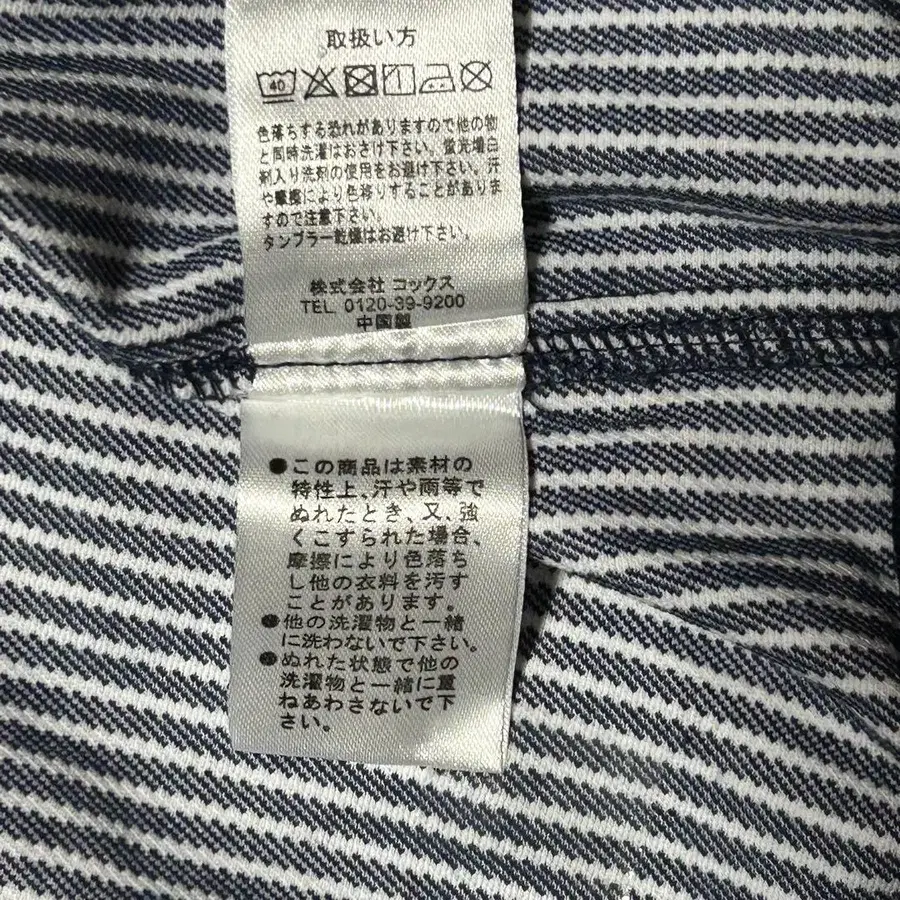 取扱い方
40
色落ちする恐れがありますので他の物
と同時洗濯はおさけ下さい。蛍光増白
剤入り洗剤の使用をお避け下さい。汗
や摩擦により色移りすることがありま
すので注意下さい。
タンブラー乾燥はお避け下さい。
株式会社 コックス
TEL 0120-39-9200
中国製
●この商品は素材の
特性上、汗や雨等で
ぬれたとき、又、強
くこすられた場合、
摩擦により色落ち
し他の衣料を汚す
ことがあります。
●他の洗濯物と一緒
に洗わないで下さい。
●ぬれた状態で他の
洗濯物と一緒に重
ねあわさないで下
さい。